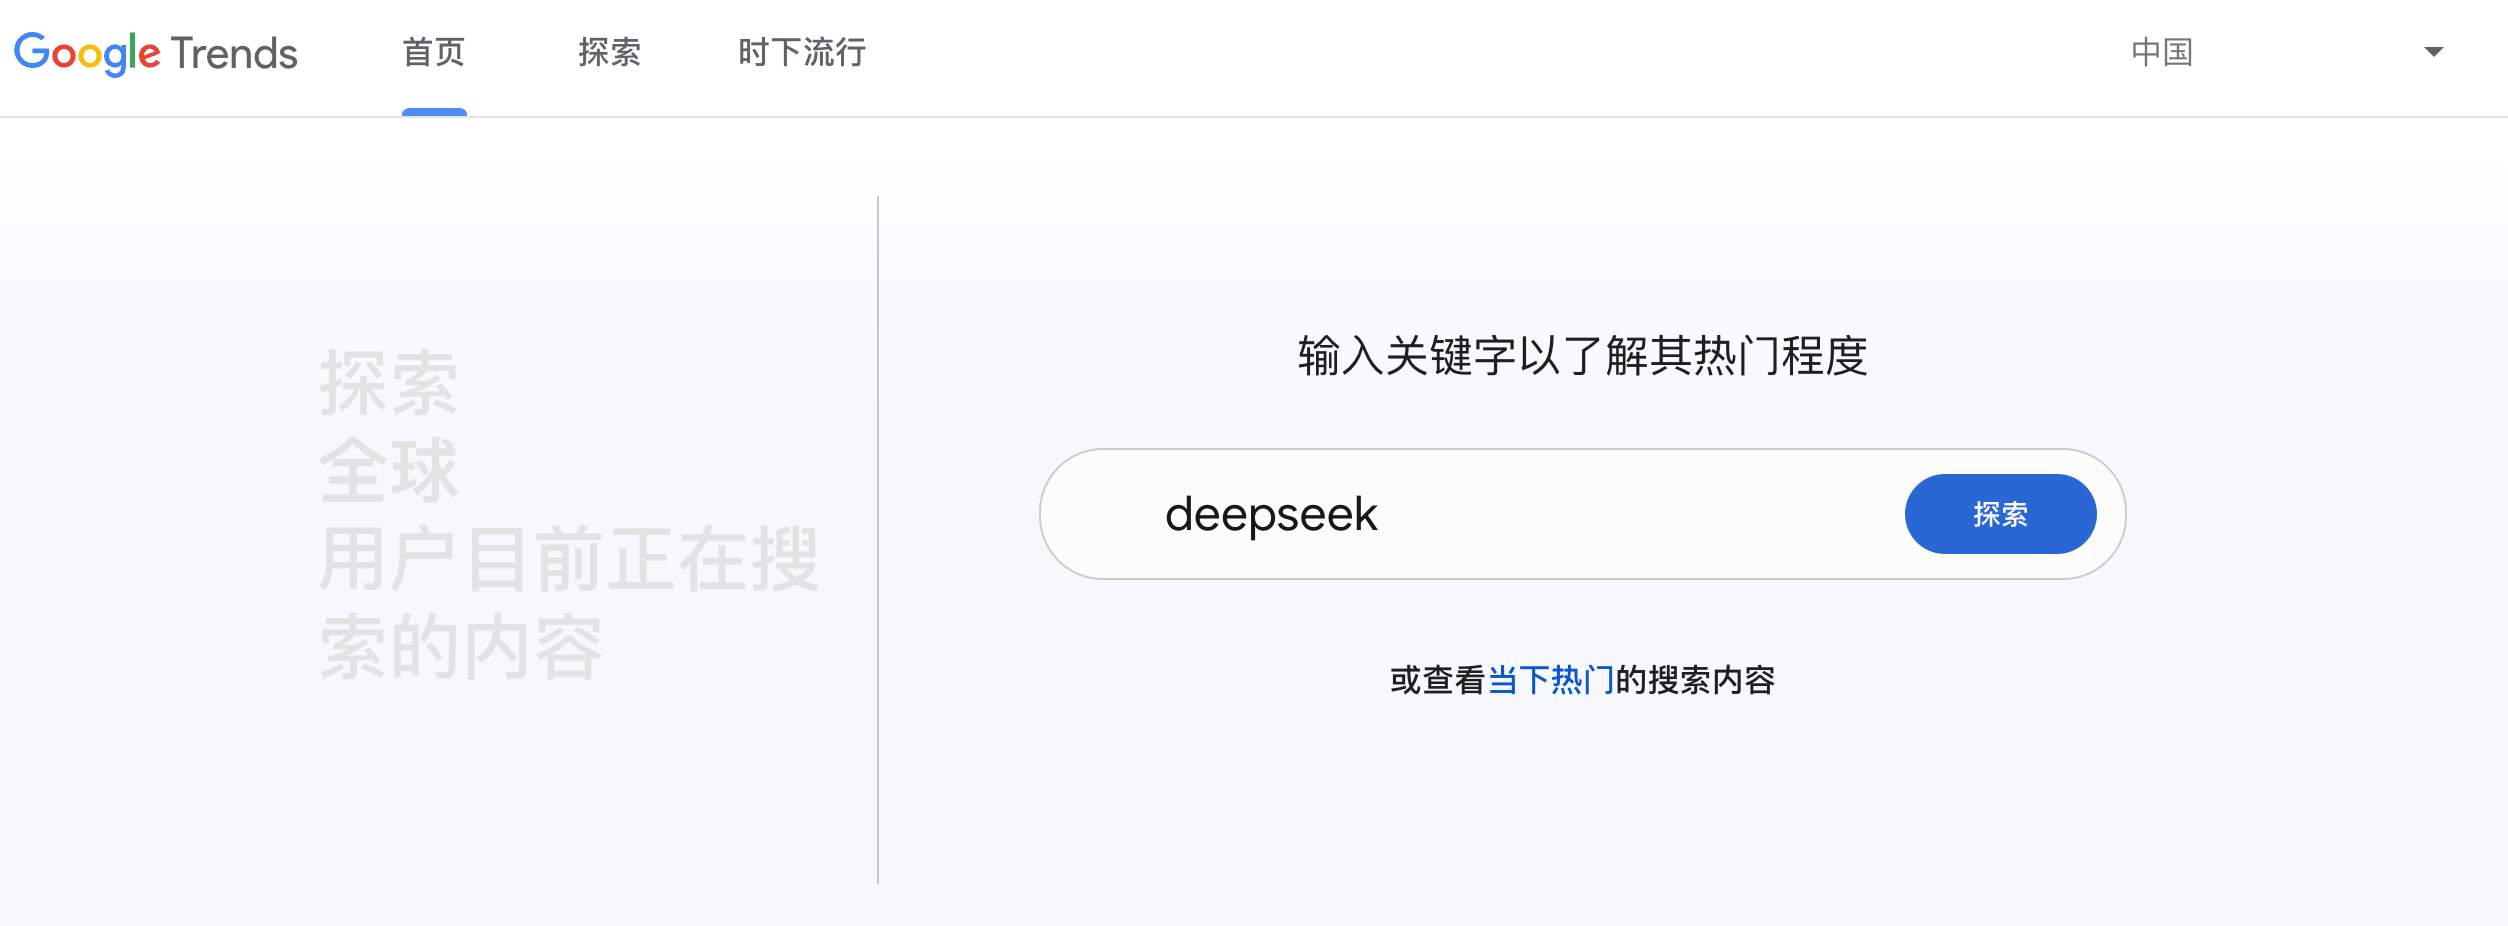 Google Trends 首页 探索 时下流行 中国
探索
全球
用户目前正在搜
索的内容
输入关键字以了解其热门程度
deepseek 探索
或查看当下热门的搜索内容